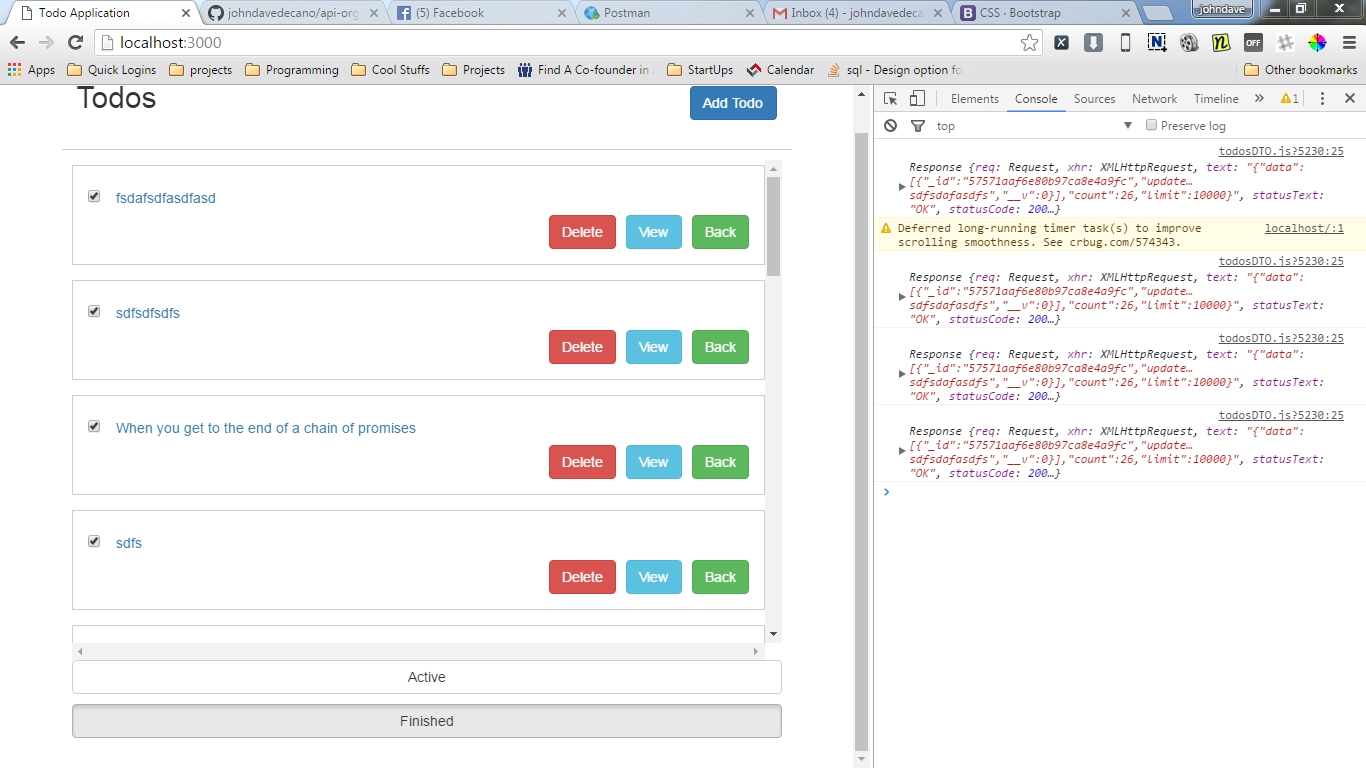 Todo Application
johndavedecano/api-org
(5) Facebook
Postman
Inbox (4) - johndavedeca
CSS · Bootstrap
johndave
localhost:3000
OFF
Apps
Quick Logins
projects
Programming
Cool Stuffs
Projects
Find A Co-founder in
StartUps
Calendar
sql - Design option fo
Other bookmarks
Todos
Add Todo
fsdafsdfasdfasd
Delete
View
Back
sdfsdfsdfs
Delete
View
Back
When you get to the end of a chain of promises
Delete
View
Back
sdfs
Delete
View
Back
Active
Finished
Elements
Console
Sources
Network
Timeline
»
1
top
Preserve log
todosDTO.js?5230:25
Response {req: Request, xhr: XMLHttpRequest, text: "{"data":
[{"_id":"57571aaf6e80b97ca8e4a9fc","update…
sdfsdafasdfs","__v":0}],"count":26,"limit":10000}", statusText:
"OK", statusCode: 200…}
Deferred long-running timer task(s) to improve
scrolling smoothness. See crbug.com/574343.
localhost/:1
todosDTO.js?5230:25
Response {req: Request, xhr: XMLHttpRequest, text: "{"data":
[{"_id":"57571aaf6e80b97ca8e4a9fc","update…
sdfsdafasdfs","__v":0}],"count":26,"limit":10000}", statusText:
"OK", statusCode: 200…}
todosDTO.js?5230:25
Response {req: Request, xhr: XMLHttpRequest, text: "{"data":
[{"_id":"57571aaf6e80b97ca8e4a9fc","update…
sdfsdafasdfs","__v":0}],"count":26,"limit":10000}", statusText:
"OK", statusCode: 200…}
todosDTO.js?5230:25
Response {req: Request, xhr: XMLHttpRequest, text: "{"data":
[{"_id":"57571aaf6e80b97ca8e4a9fc","update…
sdfsdafasdfs","__v":0}],"count":26,"limit":10000}", statusText:
"OK", statusCode: 200…}